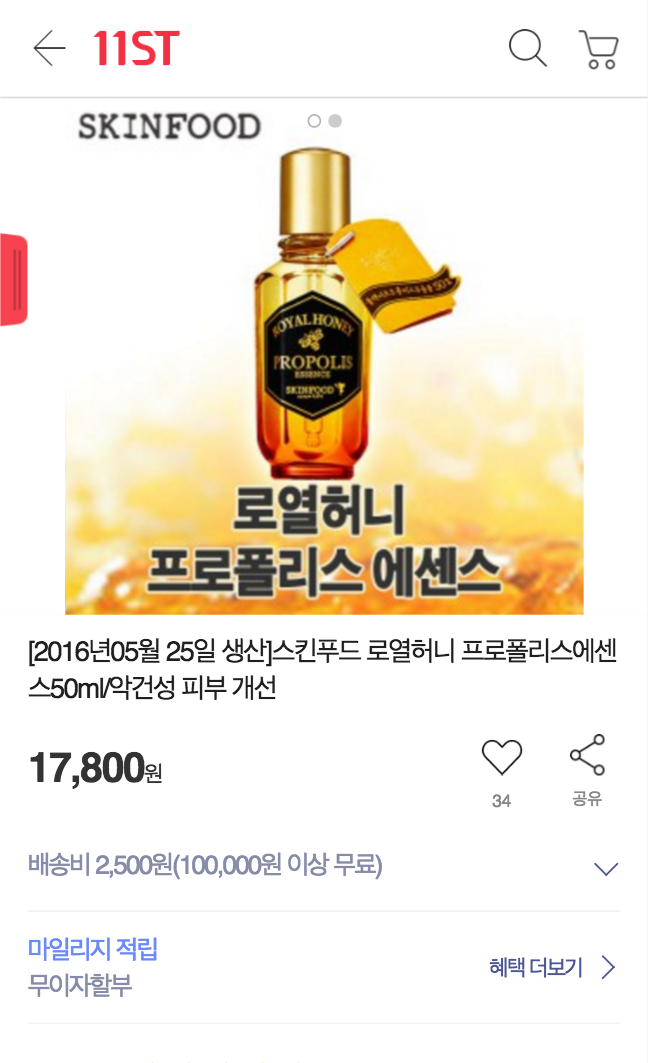 11ST
SKINFOOD
ROYAL HONEY
PROPOLIS
ESSENCE
SKINFOOD
로열허니
프로폴리스 에센스
[2016년05월 25일 생산]스킨푸드 로열허니 프로폴리스에센
스50ml/악건성 피부 개선
17,800원
34
공유
배송비 2,500원(100,000원 이상 무료)
마일리지 적립
무이자할부
혜택 더보기